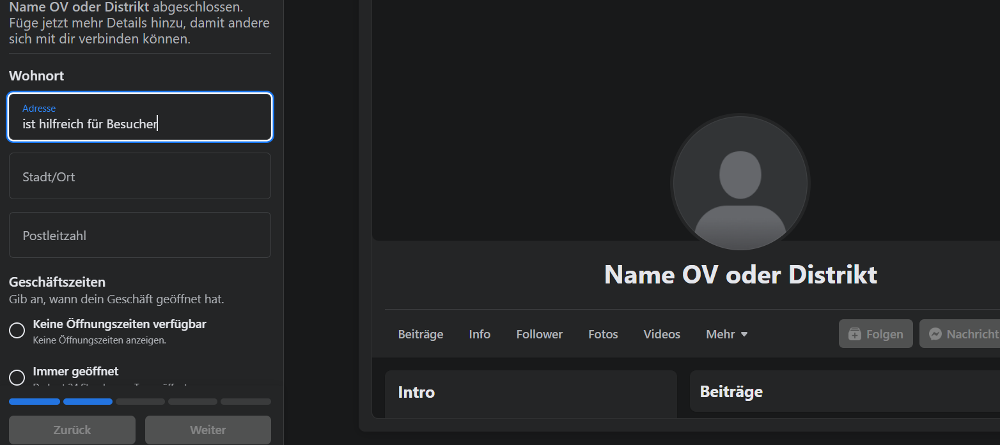 Name OV oder Distrikt abgeschlossen.
Füge jetzt mehr Details hinzu, damit andere
sich mit dir verbinden können.
Wohnort
Adresse
ist hilfreich für Besucher
Stadt/Ort
Postleitzahl
Geschäftszeiten
Gib an, wann dein Geschäft geöffnet hat.
Keine Öffnungszeiten verfügbar
Keine Öffnungszeiten anzeigen.
Immer geöffnet
Zurück
Weiter
Name OV oder Distrikt
Beiträge Info Follower Fotos Videos Mehr
Folgen Nachricht
Intro
Beiträge